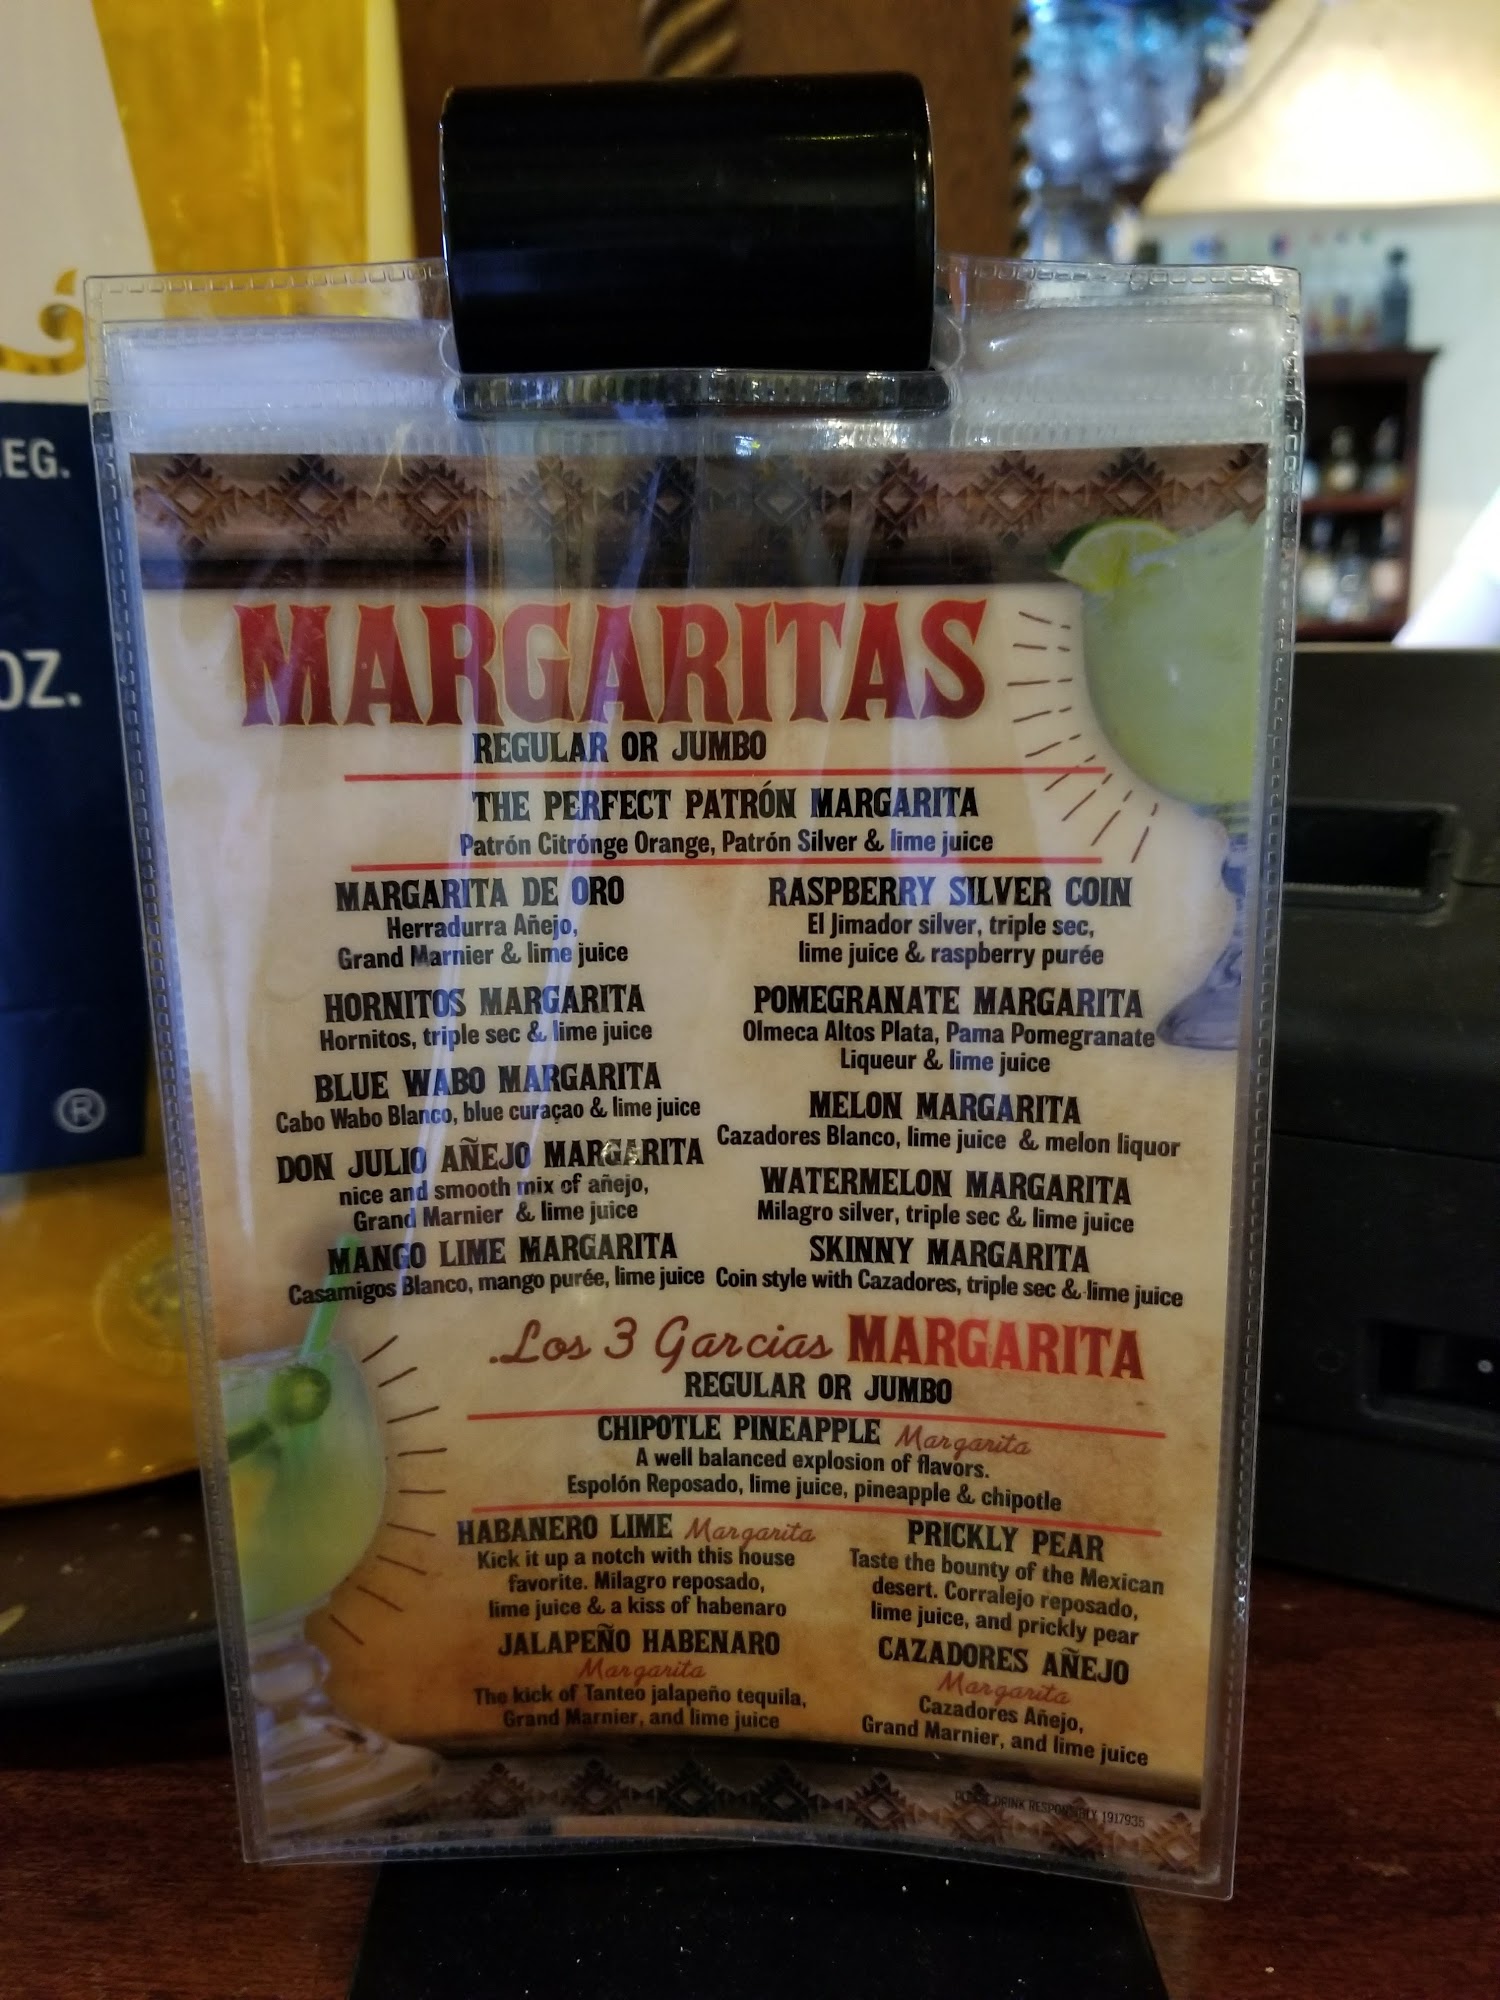 EG.
OZ.
®
MARGARITAS
REGULAR OR JUMBO
THE PERFECT PATRÓN MARGARITA
Patrón Citrónge Orange, Patrón Silver & lime juice
MARGARITA DE ORO
Herradurra Añejo,
Grand Marnier & lime juice
HORNITOS MARGARITA
Hornitos, triple sec & lime juice
BLUE WABO MARGARITA
Cabo Wabo Blanco, blue curaçao & lime juice
DON JULIO AÑEJO MARGARITA
nice and smooth mix of añejo,
Grand Marnier & lime juice
MANGO LIME MARGARITA
Casamigos Blanco, mango purée, lime juice
RASPBERRY SILVER COIN
El Jimador silver, triple sec,
lime juice & raspberry purée
POMEGRANATE MARGARITA
Olmeca Altos Plata, Pama Pomegranate
Liqueur & lime juice
MELON MARGARITA
Cazadores Blanco, lime juice & melon liquor
WATERMELON MARGARITA
Milagro silver, triple sec & lime juice
SKINNY MARGARITA
Coin style with Cazadores, triple sec & lime juice
Los 3 Garcias MARGARITA
REGULAR OR JUMBO
CHIPOTLE PINEAPPLE Margarita
A well balanced explosion of flavors.
Espolón Reposado, lime juice, pineapple & chipotle
HABANERO LIME Margarita
Kick it up a notch with this house
favorite. Milagro reposado,
lime juice & a kiss of habenaro
JALAPEÑO HABENARO
Margarita
The kick of Tanteo jalapeño tequila,
Grand Marnier, and lime juice
PRICKLY PEAR
Taste the bounty of the Mexican
desert. Corralejo reposado,
lime juice, and prickly pear
CAZADORES AÑEJO
Margarita
Cazadores Añejo,
Grand Marnier, and lime juice
DRINK RESPONSIBLY 1917935